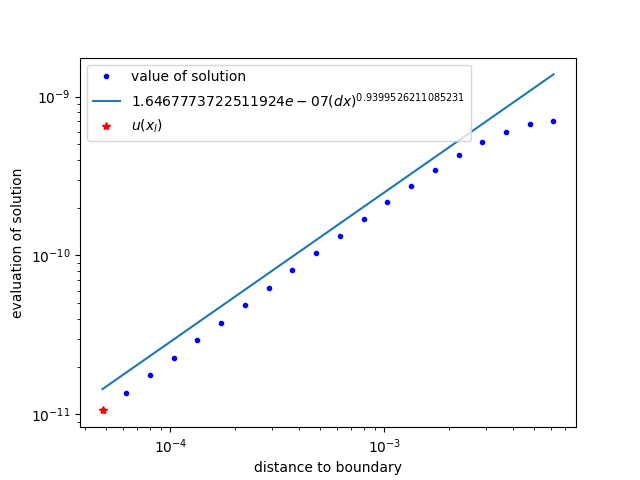 value of solution
1.6467773722511924e − 07(dx)^0.9399526211085231
u(x_l)
10^-9
10^-10
10^-11
evaluation of solution
10^-4
10^-3
distance to boundary